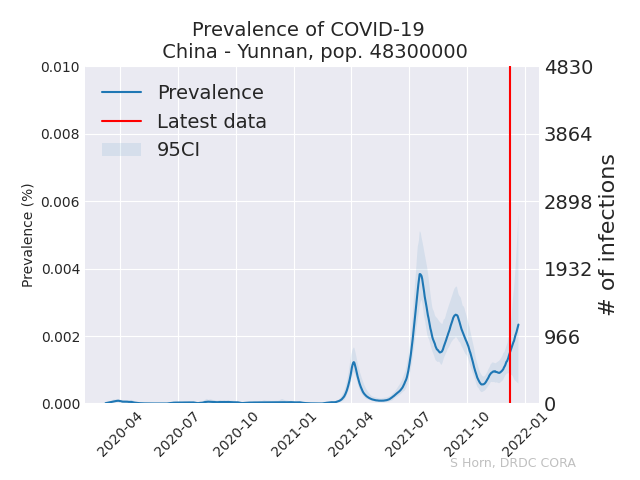 Prevalence of COVID-19
China - Yunnan, pop. 48300000
Prevalence
Latest data
95CI
0.010
0.008
0.006
0.004
0.002
0.000
Prevalence (%)
4830
3864
2898
1932
966
0
# of infections
2020-04
2020-07
2020-10
2021-01
2021-04
2021-07
2021-10
2022-01
S Horn, DRDC CORA